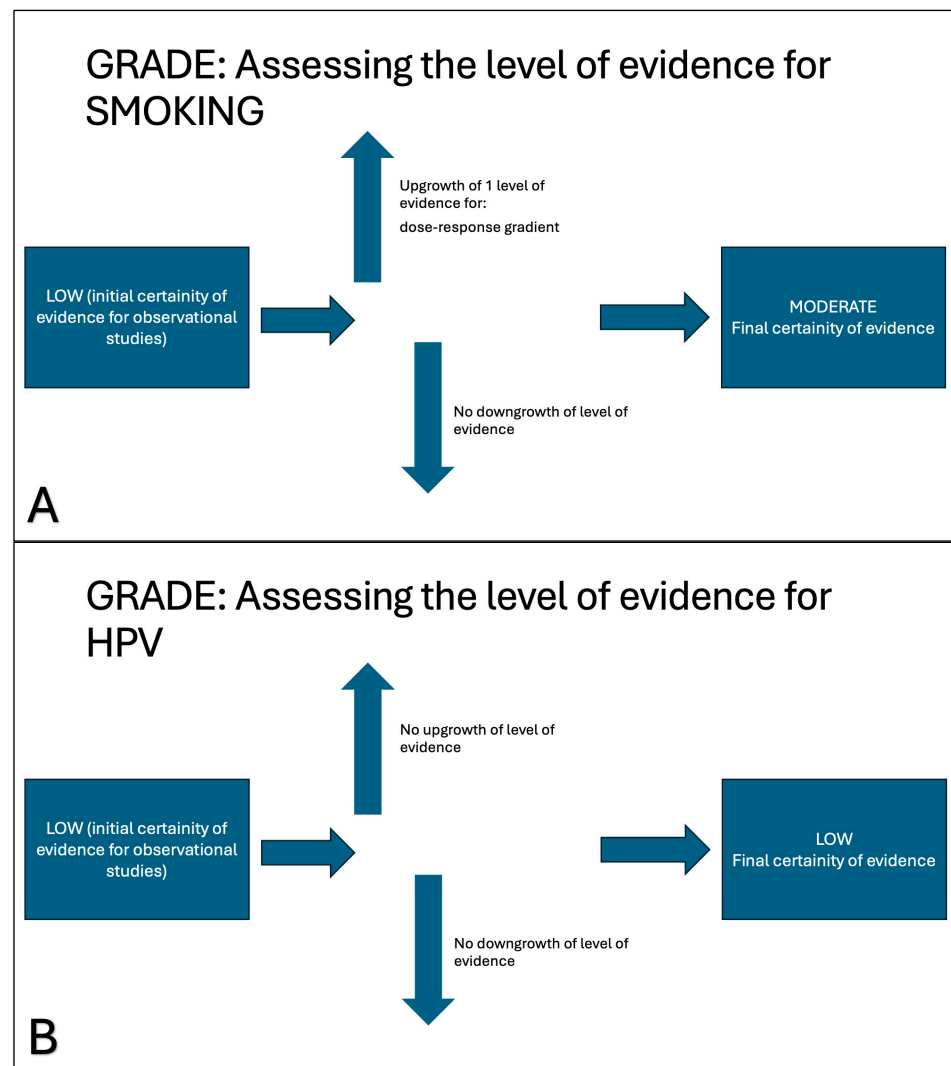 GRADE: Assessing the level of evidence for
SMOKING
Upgrowth of 1 level of
evidence for:
dose-response gradient
LOW (initial certainity of
evidence for observational
studies)
MODERATE
Final certainity of evidence
No downgrowth of level of
evidence
A
GRADE: Assessing the level of evidence for
HPV
No upgrowth of level of
evidence
LOW (initial certainity of
evidence for observational
studies)
LOW
Final certainity of evidence
No downgrowth of level of
evidence
B